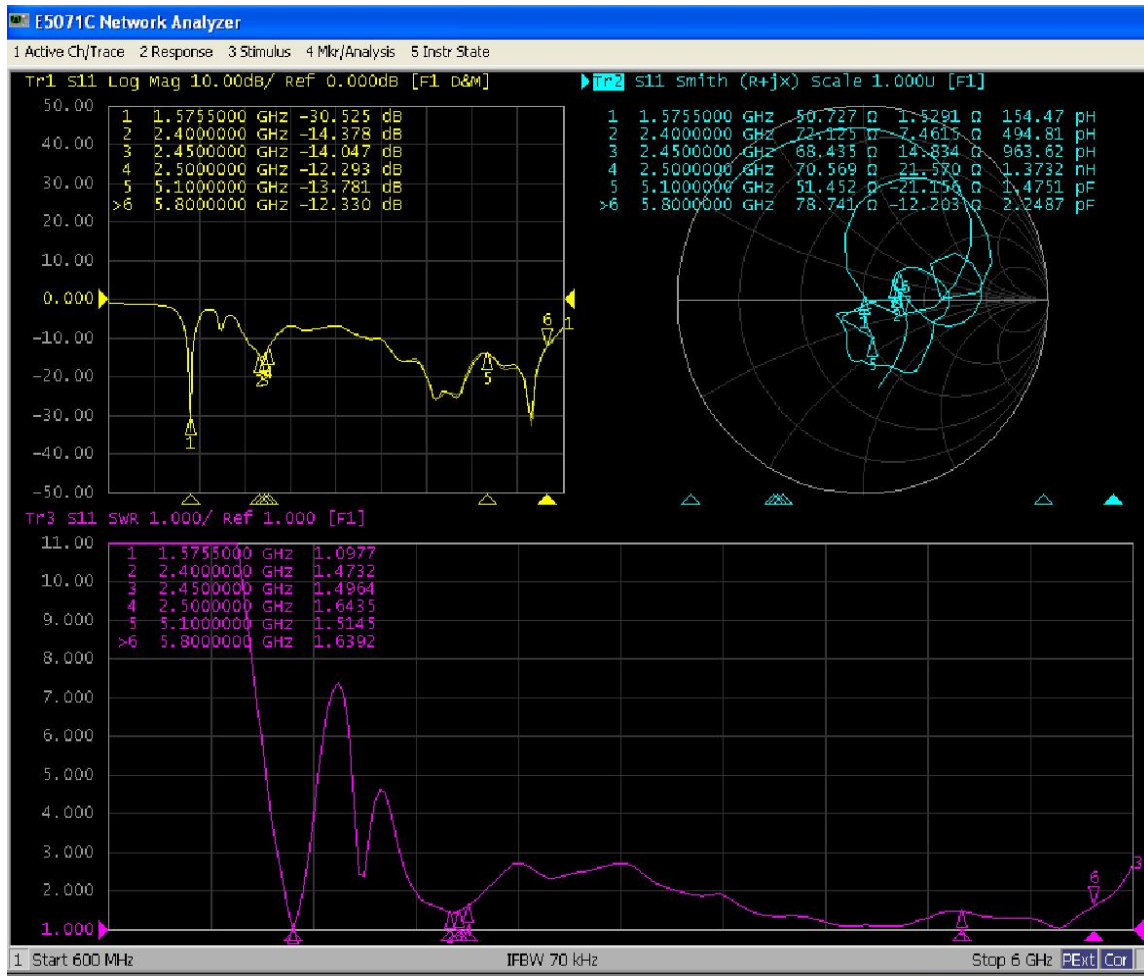 E5071C Network Analyzer
1 Active Ch/Trace 2 Response 3 Stimulus 4 Mkr/Analysis 5 Instr State
Tr1 S11 Log Mag 10.00dB/ Ref 0.000dB [F1 D&M]
50.00
40.00
30.00
20.00
10.00
0.000
-10.00
-20.00
-30.00
-40.00
-50.00
1 1.5755000 GHz -30.525 dB
2 2.4000000 GHz -14.378 dB
3 2.4500000 GHz -14.047 dB
4 2.5000000 GHz -12.293 dB
5 5.1000000 GHz -13.781 dB
>6 5.8000000 GHz -12.330 dB
6
1
5
1
Tr2 S11 Smith (R+jX) Scale 1.000U [F1]
1 1.5755000 GHz 50.727 Ω 1.5291 Ω 154.47 pH
2 2.4000000 GHz 72.125 Ω 7.4615 Ω 494.81 pH
3 2.4500000 GHz 68.435 Ω 14.834 Ω 963.62 pH
4 2.5000000 GHz 70.569 Ω 21.570 Ω 1.3732 nH
5 5.1000000 GHz 51.452 Ω -21.156 Ω 1.4751 pF
>6 5.8000000 GHz 78.741 Ω -12.203 Ω 2.2487 pF
5
Tr3 S11 SWR 1.000/ Ref 1.000 [F1]
11.00
10.00
9.000
8.000
7.000
6.000
5.000
4.000
3.000
2.000
1.000
1 1.5755000 GHz 1.0977
2 2.4000000 GHz 1.4732
3 2.4500000 GHz 1.4964
4 2.5000000 GHz 1.6435
5 5.1000000 GHz 1.5145
>6 5.8000000 GHz 1.6392
6
3
1 Start 600 MHz IFBW 70 kHz Stop 6 GHz PExt Cor